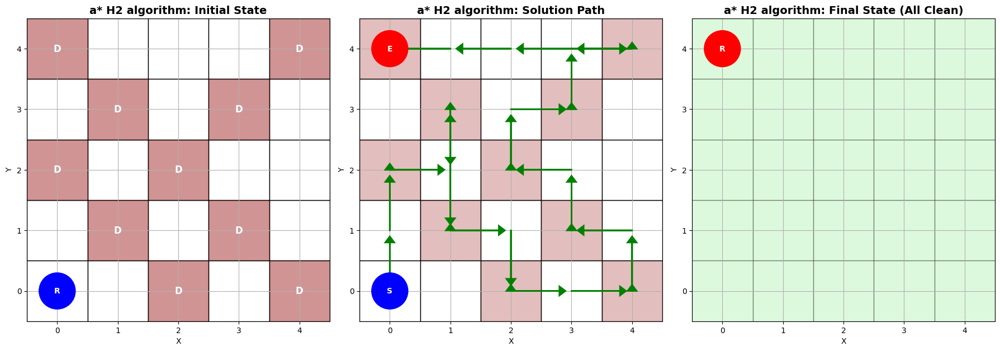 a* H2 algorithm: Initial State
4
D
D
3
D
D
Y
2
D
D
1
D
D
0
R
D
D
0 1 2 3 4
X
a* H2 algorithm: Solution Path
4
E
3
Y
2
1
0
S
0 1 2 3 4
X
a* H2 algorithm: Final State (All Clean)
4
R
3
Y
2
1
0
0 1 2 3 4
X